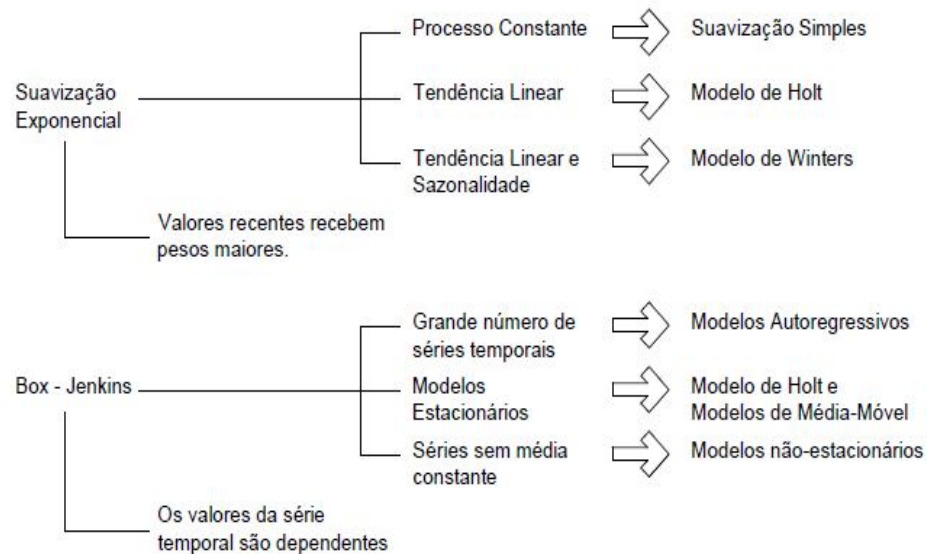 Processo Constante
Suavização Simples
Suavização
Exponencial
Tendência Linear
Modelo de Holt
Tendência Linear e
Sazonalidade
Modelo de Winters
Valores recentes recebem
pesos maiores.
Grande número de
séries temporais
Modelos Autoregressivos
Box - Jenkins
Modelos
Estacionários
Modelo de Holt e
Modelos de Média-Móvel
Séries sem média
constante
Modelos não-estacionários
Os valores da série
temporal são dependentes